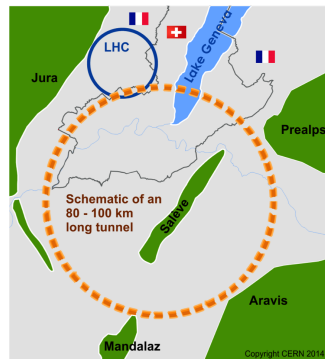 LHC
Lake Geneva
Jura
Prealps
Schematic of an
80 - 100 km
long tunnel
Salève
Aravis
Mandalaz
Copyright CERN 2014